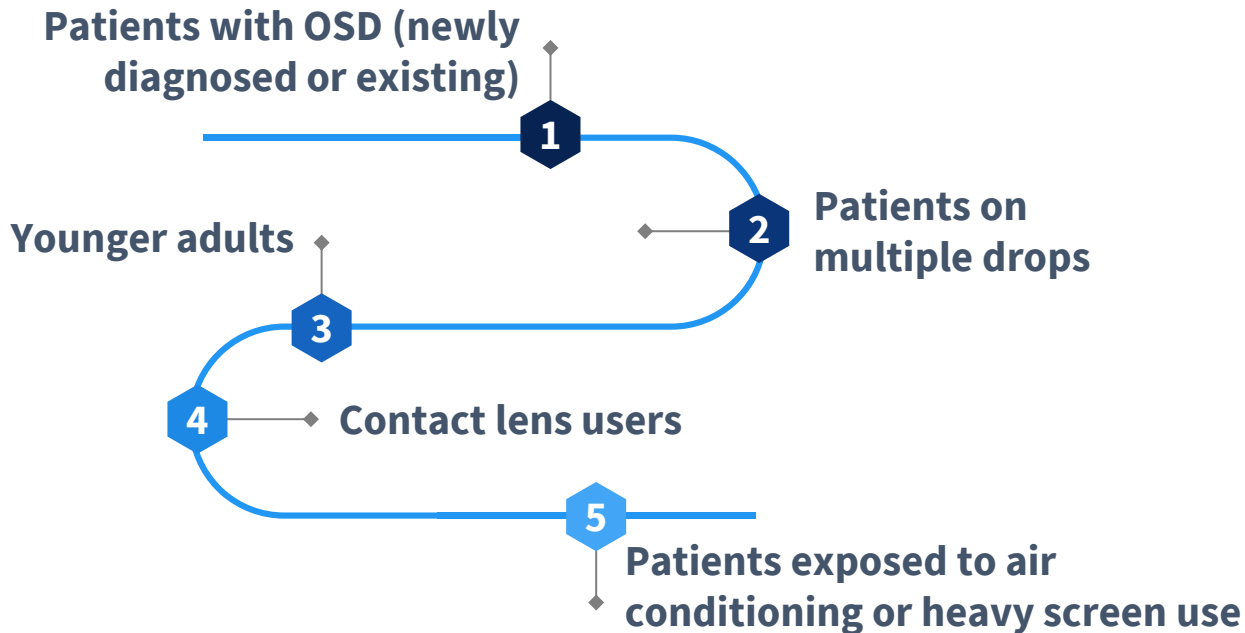 Patients with OSD (newly
diagnosed or existing)
1
2
Patients on
multiple drops
Younger adults
3
4
Contact lens users
5
Patients exposed to air
conditioning or heavy screen use